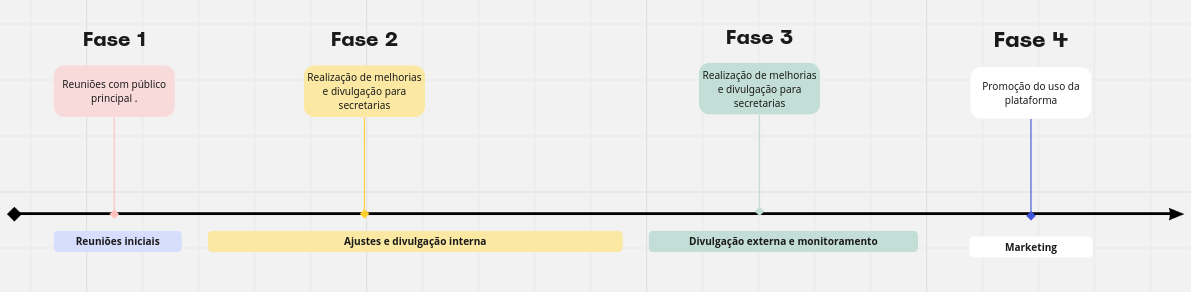 Fase 1
Fase 2
Fase 3
Fase 4
Reuniões com público
principal .
Realização de melhorias
e divulgação para
secretarias
Realização de melhorias
e divulgação para
secretarias
Promoção do uso da
plataforma
Reuniões iniciais
Ajustes e divulgação interna
Divulgação externa e monitoramento
Marketing